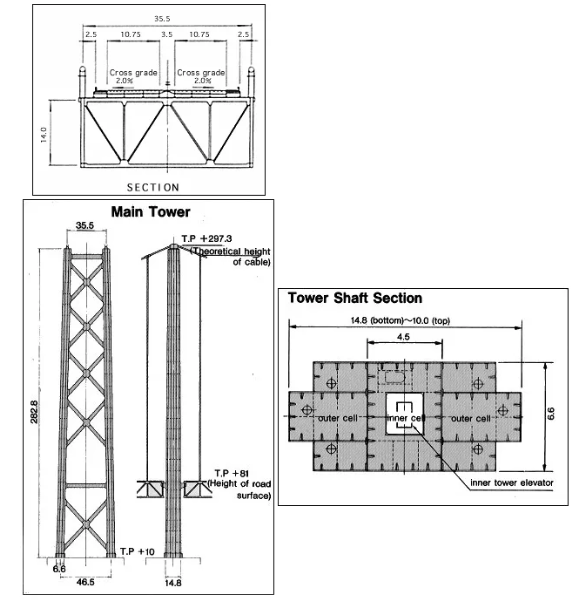 35.5
2.5 10.75 3.5 10.75 2.5
Cross grade Cross grade
2.0% 2.0%
14.0
SECTION
Main Tower
35.5
T.P +297.3
(Theoretical height
of cable)
282.8
T.P +81
(Height of road
surface)
T.P +10
6.6
46.5
14.8
Tower Shaft Section
14.8 (bottom)~10.0 (top)
4.5
outer cell inner cell outer cell
6.6
inner tower elevator